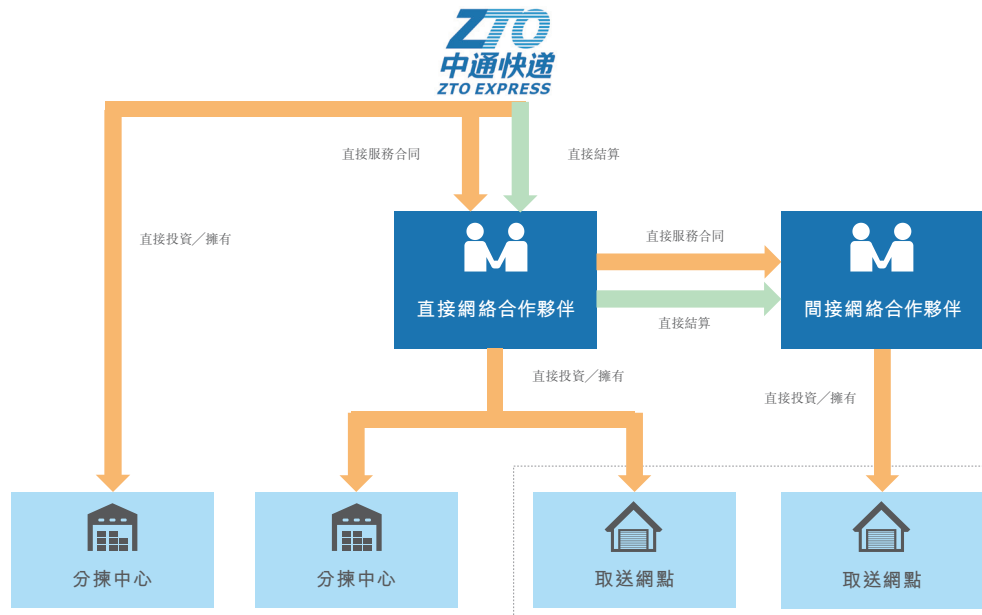 ZTO
中通快递
ZTO EXPRESS
直接服務合同
直接結算
直接投資／擁有
直接服務合同
直接網絡合作夥伴
間接網絡合作夥伴
直接結算
直接投資／擁有
直接投資／擁有
分揀中心
分揀中心
取送網點
取送網點